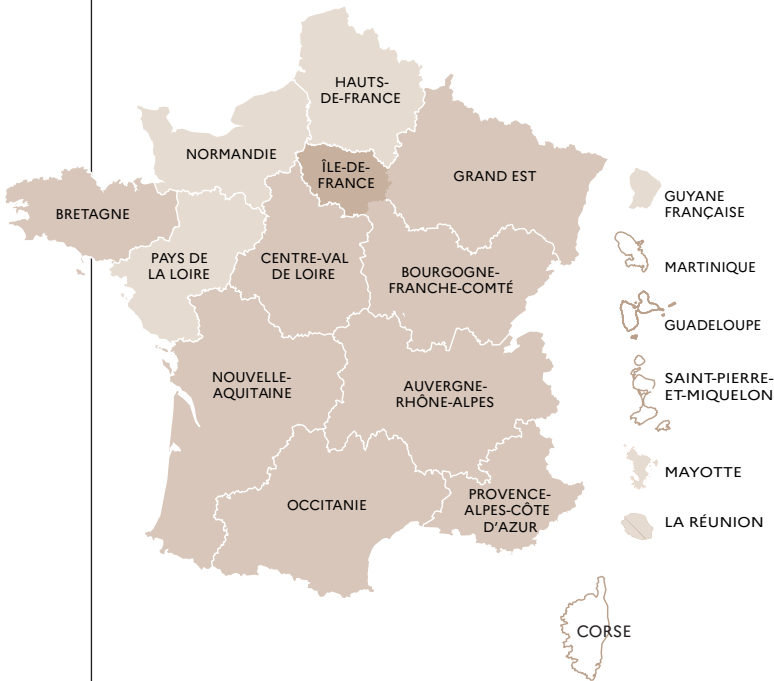 HAUTS-
DE-FRANCE
NORMANDIE
ÎLE-DE-
FRANCE
GRAND EST
BRETAGNE
PAYS DE
LA LOIRE
CENTRE-VAL
DE LOIRE
BOURGOGNE-
FRANCHE-COMTÉ
NOUVELLE-
AQUITAINE
AUVERGNE-
RHÔNE-ALPES
OCCITANIE
PROVENCE-
ALPES-CÔTE
D'AZUR
CORSE
GUYANE
FRANÇAISE
MARTINIQUE
GUADELOUPE
SAINT-PIERRE-
ET-MIQUELON
MAYOTTE
LA RÉUNION